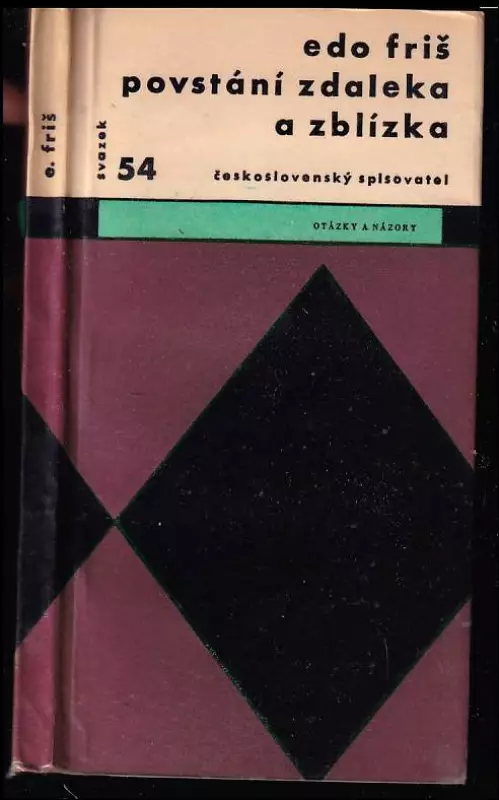 edo friš
povstání zdaleka
a zblízka
svazek 54
československý spisovatel
OTÁZKY A NÁZORY
e. friš